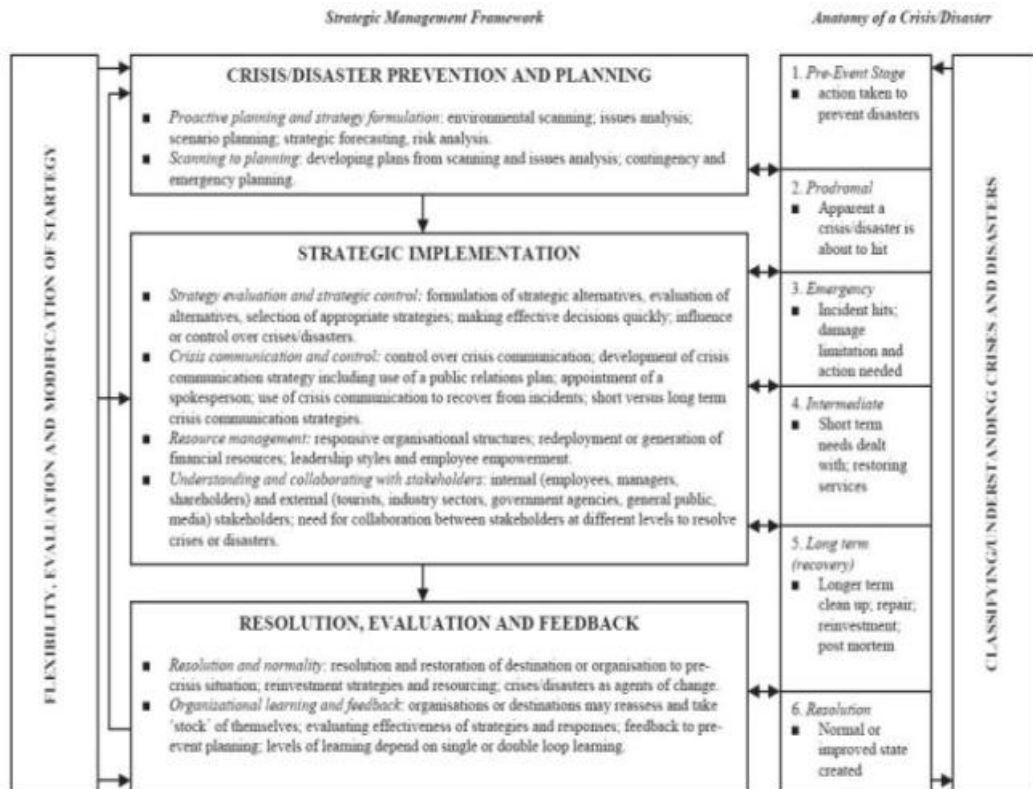 Strategic Management Framework
Anatomy of a Crisis/Disaster
FLEXIBILITY, EVALUATION AND MODIFICATION OF STARTEGY
CRISIS/DISASTER PREVENTION AND PLANNING
■ Proactive planning and strategy formulation: environmental scanning; issues analysis;
scenario planning; strategic forecasting, risk analysis.
■ Scanning to planning: developing plans from scanning and issues analysis; contingency and
emergency planning.
STRATEGIC IMPLEMENTATION
■ Strategy evaluation and strategic control: formulation of strategic alternatives, evaluation of
alternatives, selection of appropriate strategies; making effective decisions quickly; influence
or control over crises/disasters.
■ Crisis communication and control: control over crisis communication; development of crisis
communication strategy including use of a public relations plan; appointment of a
spokesperson; use of crisis communication to recover from incidents; short versus long term
crisis communication strategies.
■ Resource management: responsive organisational structures; redeployment or generation of
financial resources; leadership styles and employee empowerment.
■ Understanding and collaborating with stakeholders: internal (employees, managers,
shareholders) and external (tourists, industry sectors, government agencies, general public,
media) stakeholders; need for collaboration between stakeholders at different levels to resolve
crises or disasters.
RESOLUTION, EVALUATION AND FEEDBACK
■ Resolution and normality: resolution and restoration of destination or organisation to pre-
crisis situation; reinvestment strategies and resourcing; crises/disasters as agents of change.
■ Organizational learning and feedback: organisations or destinations may reassess and take
‘stock’ of themselves; evaluating effectiveness of strategies and responses; feedback to pre-
event planning; levels of learning depend on single or double loop learning.
1. Pre-Event Stage
■ action taken to
prevent disasters
2. Prodromal
■ Apparent a
crisis/disaster is
about to hit
3. Emergency
■ Incident hits;
damage
limitation and
action needed
4. Intermediate
■ Short term
needs dealt
with; restoring
services
5. Long term
(recovery)
■ Longer term
clean up; repair;
reinvestment;
post mortem
6. Resolution
■ Normal or
improved state
created
CLASSIFYING/UNDERSTANDING CRISES AND DISASTERS